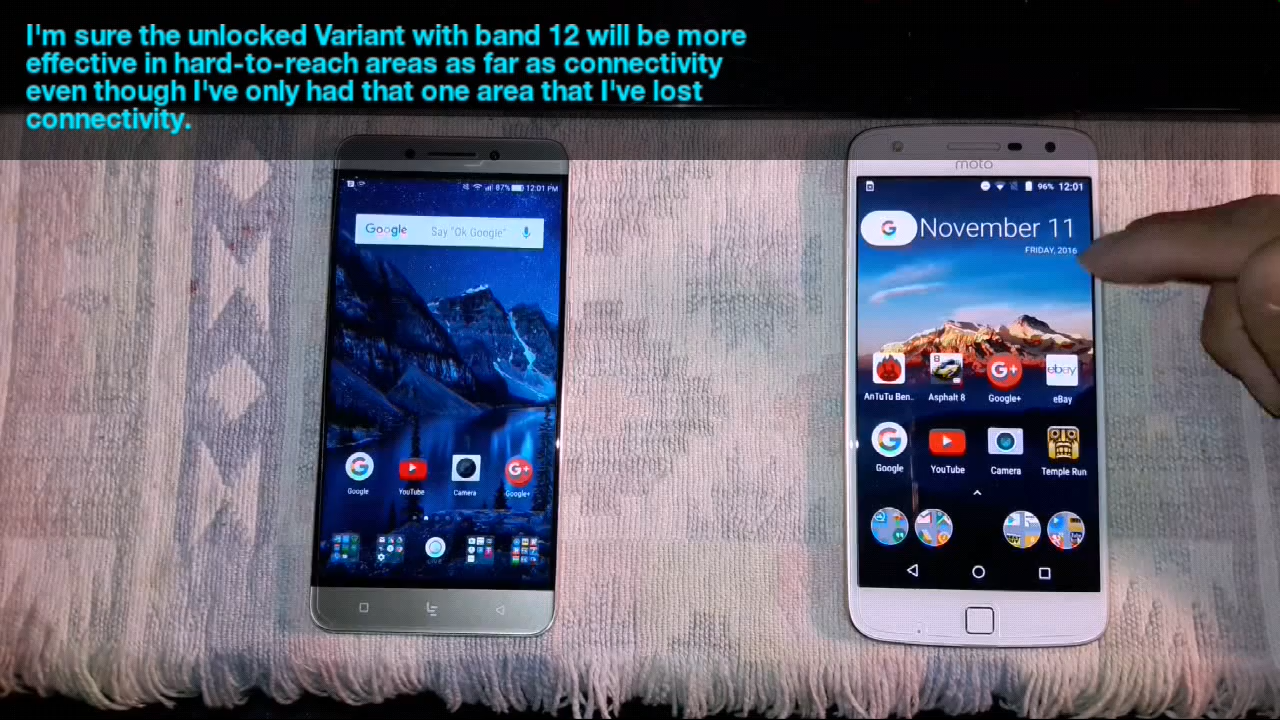 I'm sure the unlocked Variant with band 12 will be more
effective in hard-to-reach areas as far as connectivity
even though I've only had that one area that I've lost
connectivity.
moto
87% 12:01 PM
96% 12:01
Google Say "Ok Google"
G November 11
FRIDAY, 2016
AnTuTu Ben.. Asphalt 8 Google+ eBay
Google YouTube Camera Temple Run
Google YouTube Camera Google+